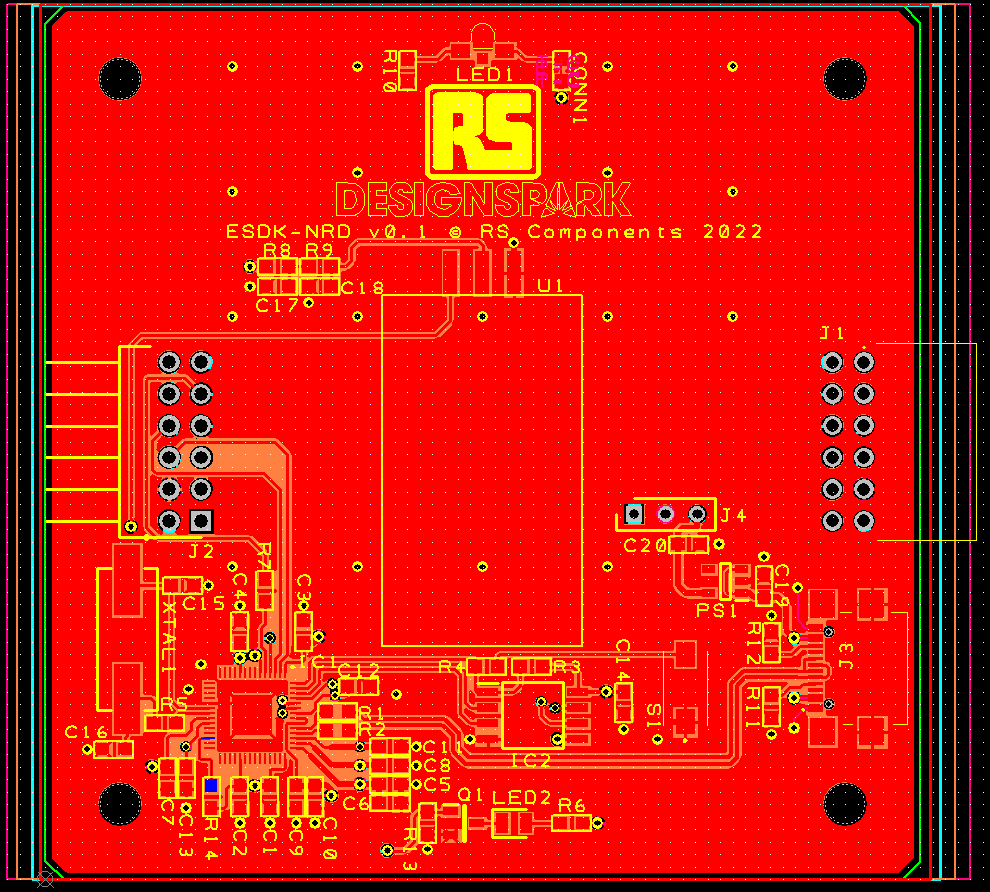 R10
LED1
CONN1
RS
DESIGNSPARK
ESDK-NRD v0.1 © RS Components 2022
R8 R9
C17 C18
U1
J1
J2
J4
C20
R7
C4
C3
C15
XTAL1
PS1
C19
R12
J3
IC1
C12
R4 R3
C14
S1
R11
R5
R1
R2
C16
C11
C8
C5
C6
IC2
C7
C13
R14
C2
C1
C9
C10
Q1 LED2 R6
R13